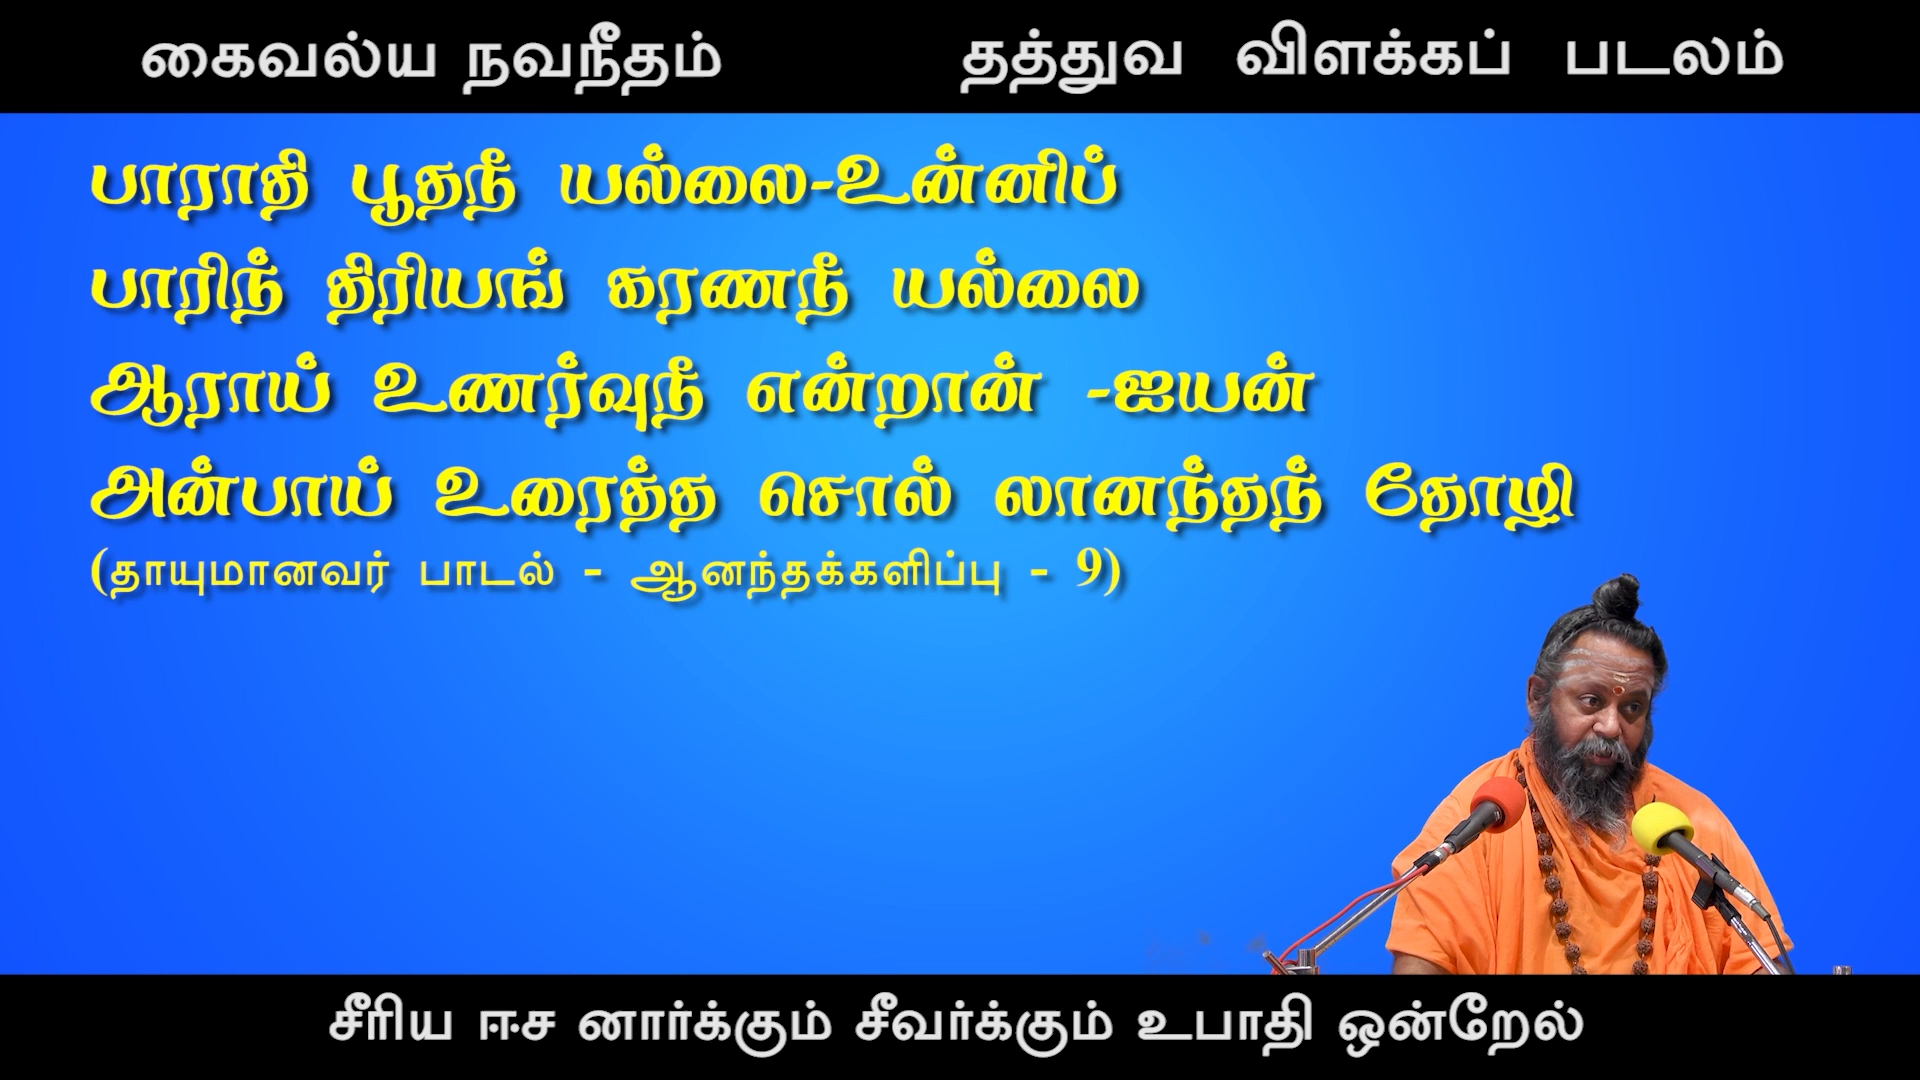 கைவல்ய நவநீதம் தத்துவ விளக்கப் படலம்
பாராதி பூதநீ யல்லை-உன்னிப்
பாரிந் திரியங் கரணநீ யல்லை
ஆராய் உணர்வுநீ என்றான் -ஐயன்
அன்பாய் உரைத்த சொல் லானந்தந் தோழி
(தாயுமானவர் பாடல் - ஆனந்தக்களிப்பு - 9)
சீரிய ஈச னார்க்கும் சீவர்க்கும் உபாதி ஒன்றேல்